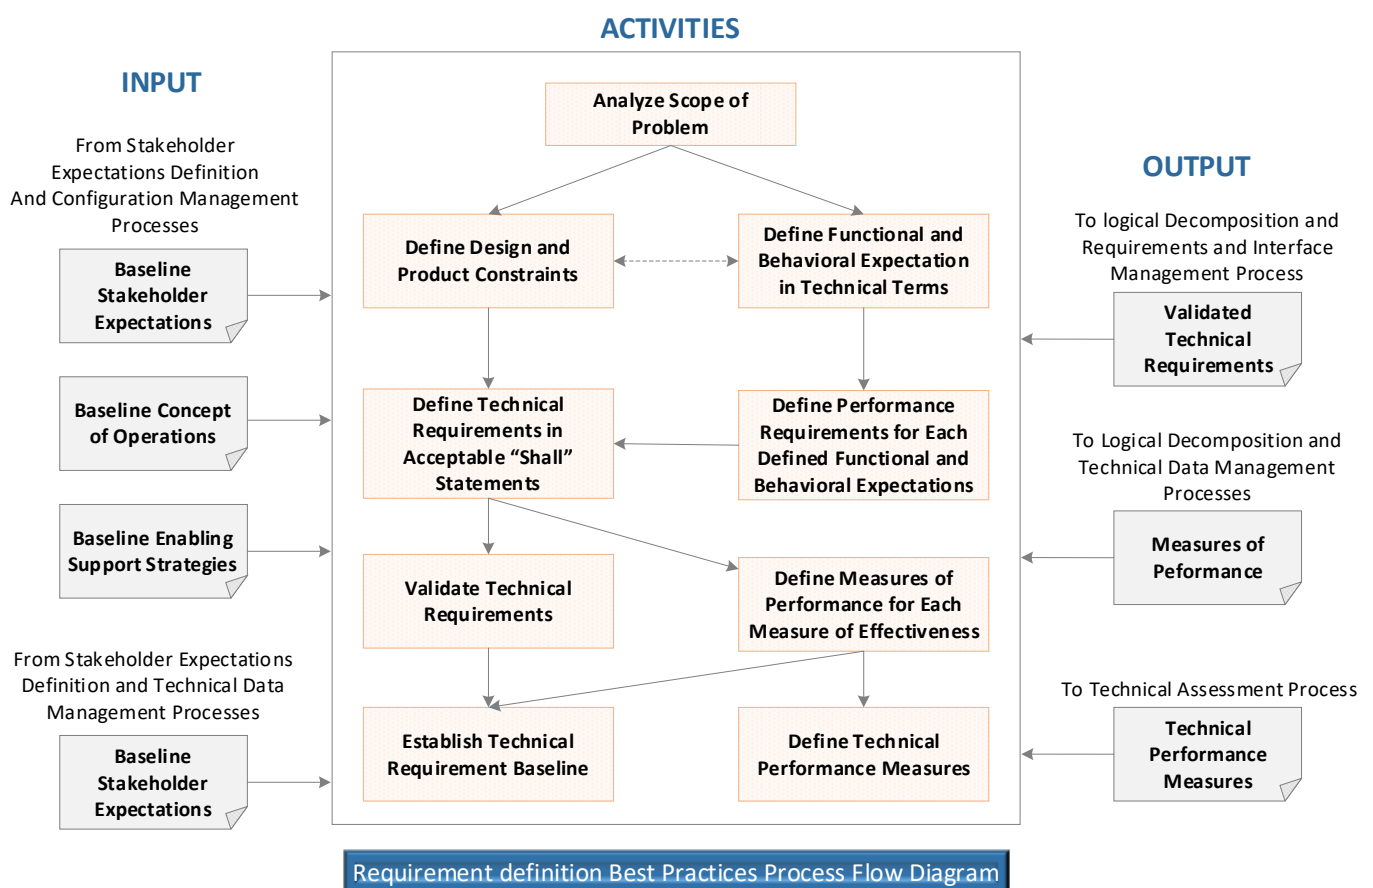 ACTIVITIES
INPUT
From Stakeholder
Expectations Definition
And Configuration Management
Processes
Baseline
Stakeholder
Expectations
Baseline Concept
of Operations
Baseline Enabling
Support Strategies
From Stakeholder Expectations
Definition and Technical Data
Management Processes
Baseline
Stakeholder
Expectations
Analyze Scope of
Problem
Define Design and
Product Constraints
Define Functional and
Behavioral Expectation
in Technical Terms
Define Technical
Requirements in
Acceptable “Shall”
Statements
Define Performance
Requirements for Each
Defined Functional and
Behavioral Expectations
Validate Technical
Requirements
Define Measures of
Performance for Each
Measure of Effectiveness
Establish Technical
Requirement Baseline
Define Technical
Performance Measures
OUTPUT
To logical Decomposition and
Requirements and Interface
Management Process
Validated
Technical
Requirements
To Logical Decomposition and
Technical Data Management
Processes
Measures of
Peformance
To Technical Assessment Process
Technical
Performance
Measures
Requirement definition Best Practices Process Flow Diagram